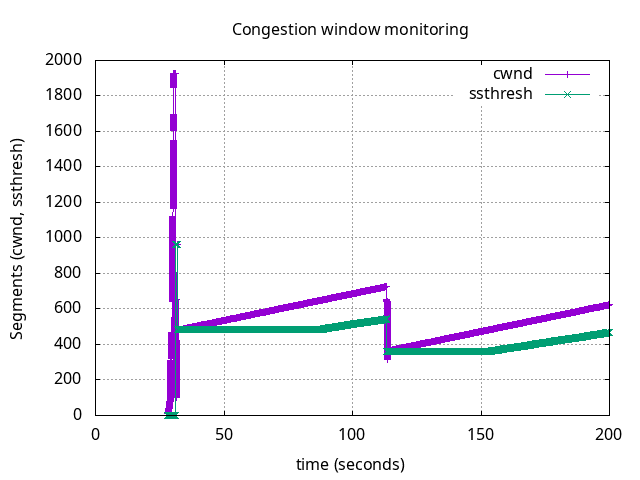 Congestion window monitoring
cwnd
ssthresh
2000
1800
1600
1400
1200
1000
800
600
400
200
0
Segments (cwnd, ssthresh)
0 50 100 150 200
time (seconds)